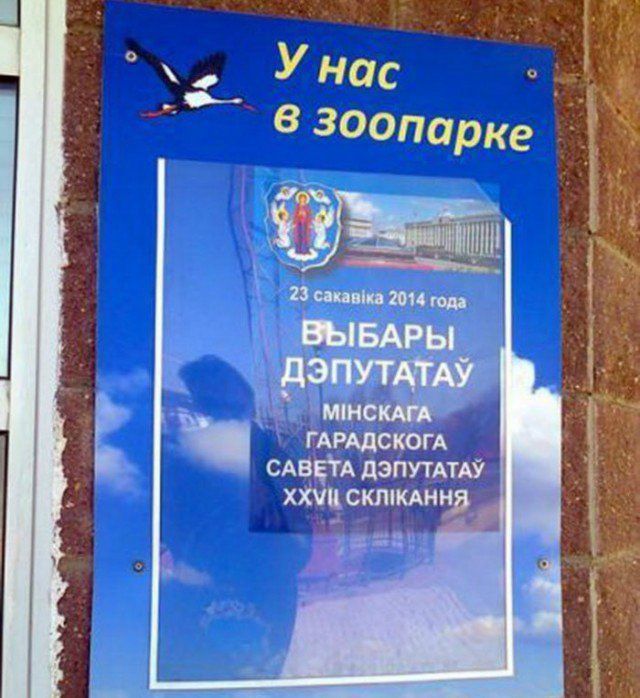 У нас
в зоопарке
23 сакавіка 2014 года
ВЫБАРЫ
ДЭПУТАТАЎ
МІНСКАГА
ГАРАДСКОГА
САВЕТА ДЭПУТАТАЎ
XXVII СКЛІКАННЯ